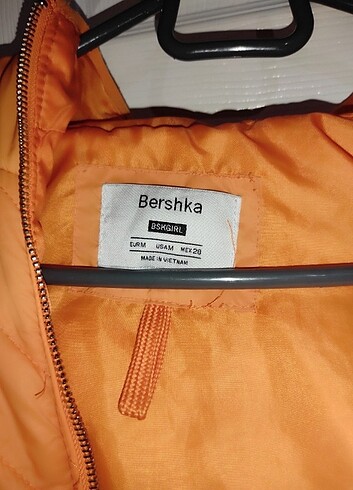 Bershka
BSKGIRL
EUR M USA M MEX 28
MADE IN VIETNAM